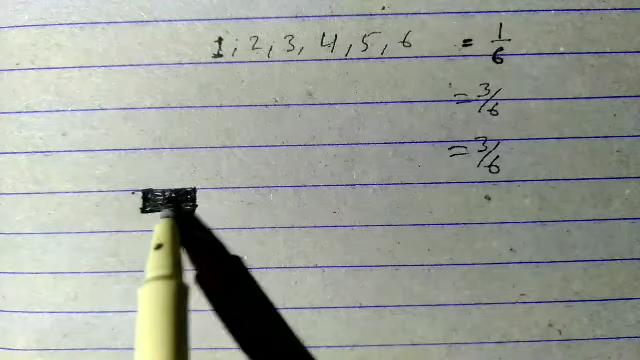 1, 2, 3, 4, 5, 6 = 1/6
= 3/6
= 3/6